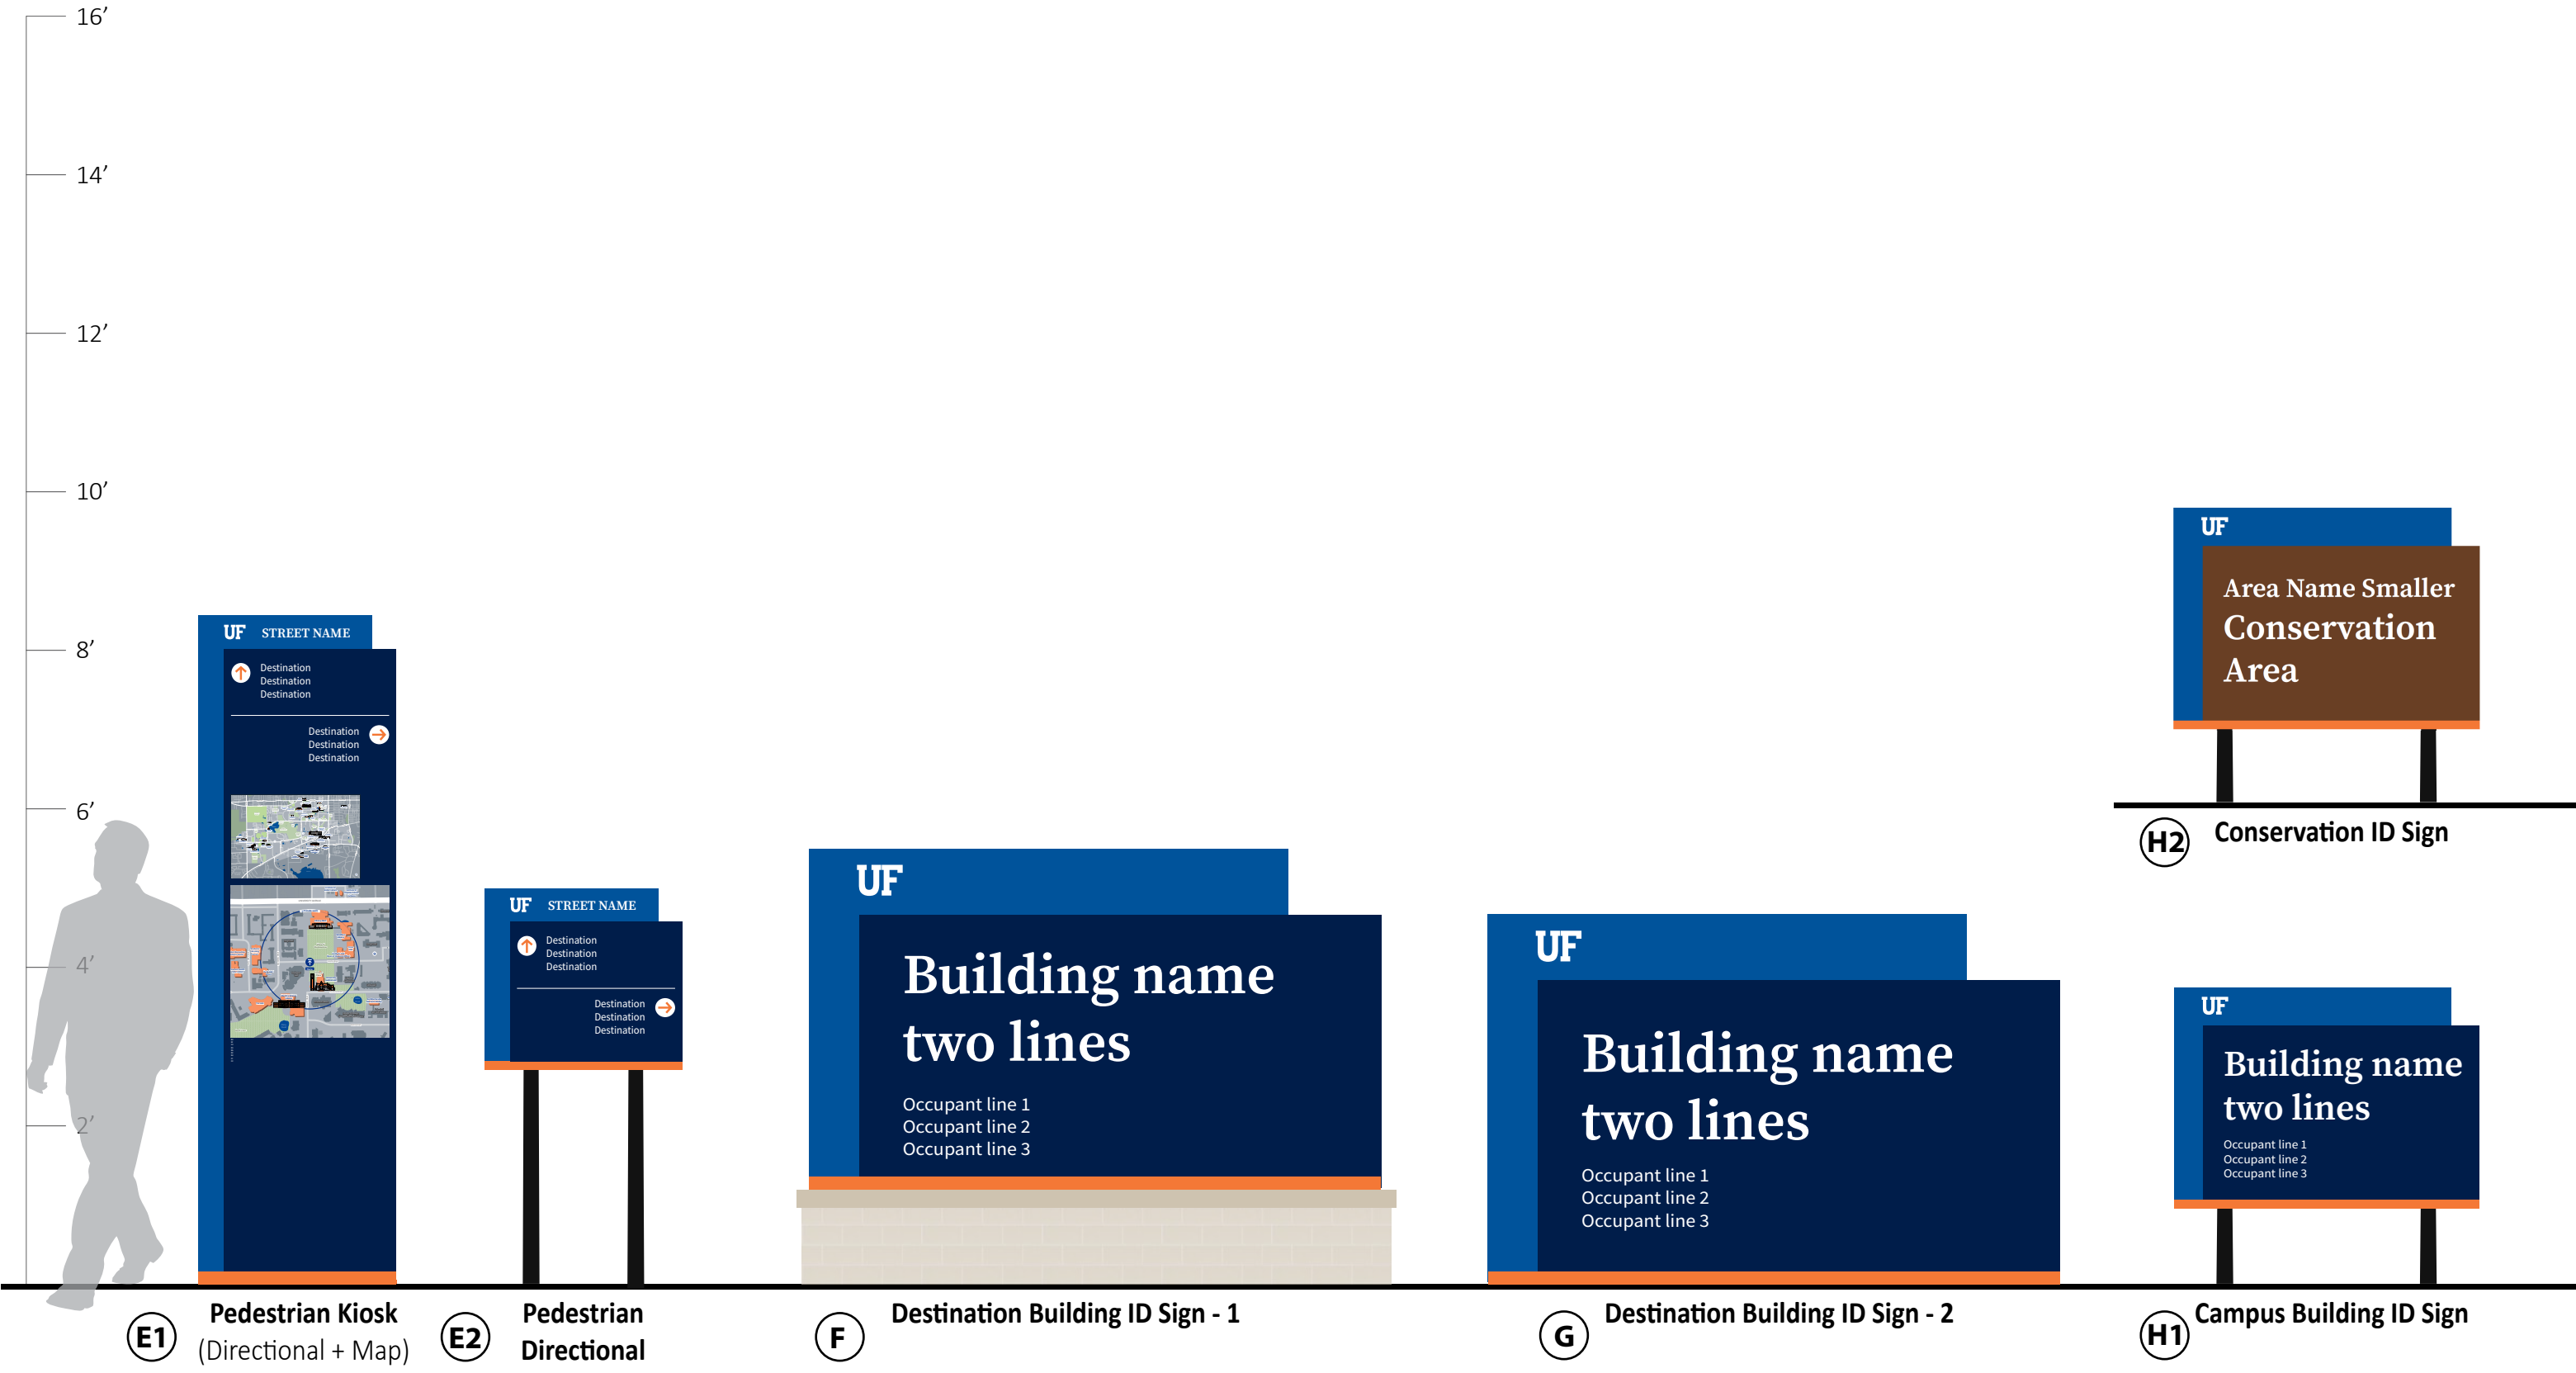 16’
14’
12’
10’
8’
6’
4’
2’
UF STREET NAME
Destination
Destination
Destination
Destination
Destination
Destination
E1
Pedestrian Kiosk
(Directional + Map)
UF STREET NAME
Destination
Destination
Destination
Destination
Destination
Destination
E2
Pedestrian
Directional
UF
Building name
two lines
Occupant line 1
Occupant line 2
Occupant line 3
F
Destination Building ID Sign - 1
UF
Building name
two lines
Occupant line 1
Occupant line 2
Occupant line 3
G
Destination Building ID Sign - 2
UF
Area Name Smaller
Conservation
Area
H2
Conservation ID Sign
UF
Building name
two lines
Occupant line 1
Occupant line 2
Occupant line 3
H1
Campus Building ID Sign